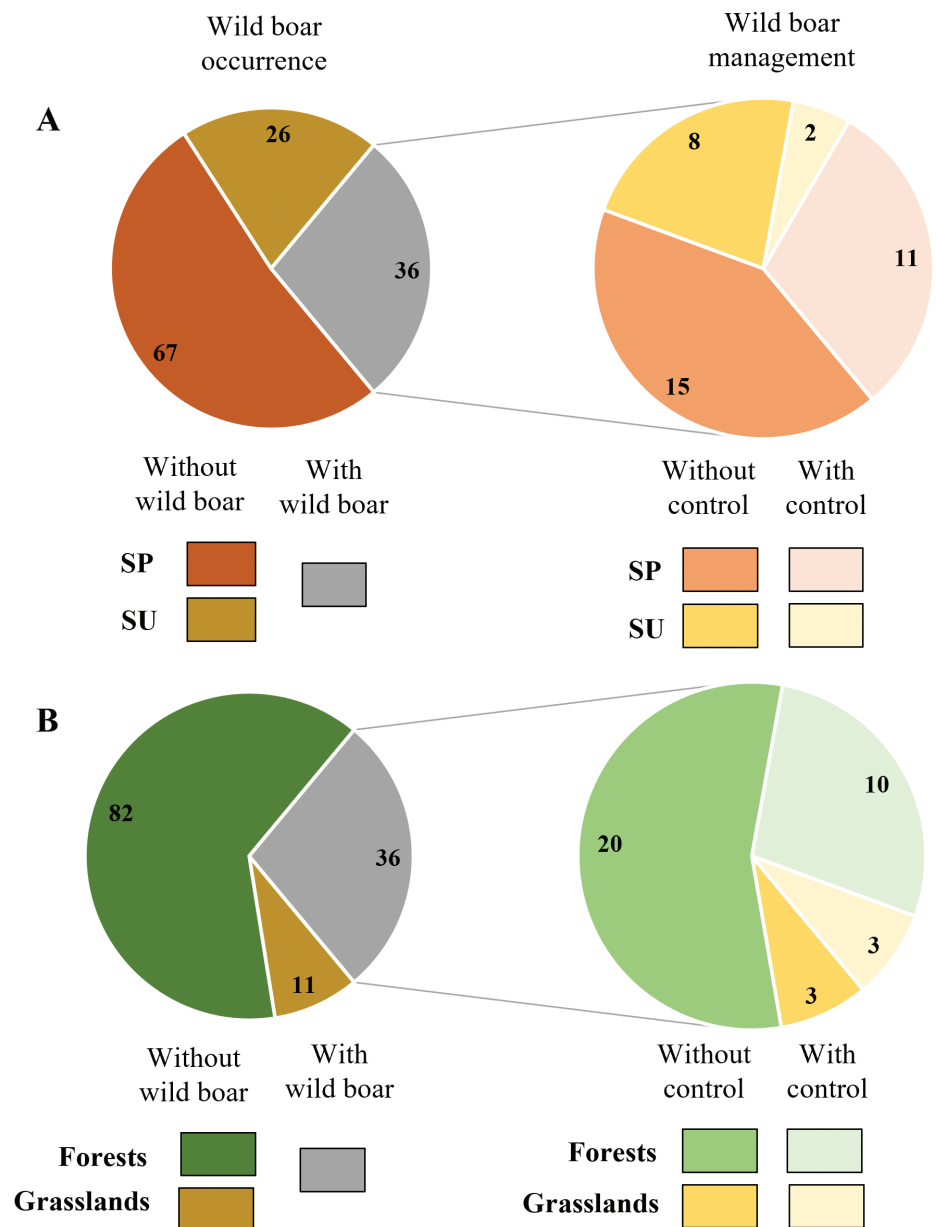 Wild boar
occurrence
Wild boar
management
A
26
36
67
8
2
11
15
Without
wild boar
With
wild boar
Without
control
With
control
SP
SU
SP
SU
B
82
36
11
20
10
3
3
Without
wild boar
With
wild boar
Without
control
With
control
Forests
Grasslands
Forests
Grasslands